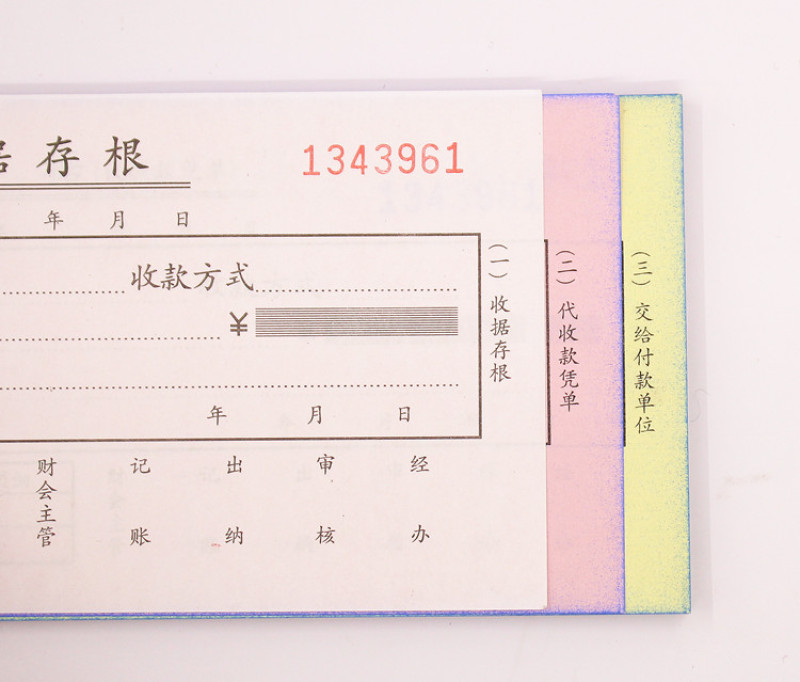 存根
1343961
年 月 日
收款方式
¥
年 月 日
(一)收据存根
(二)代收款凭单
(三)交给付款单位
财会主管 记账 出纳 审核 经办